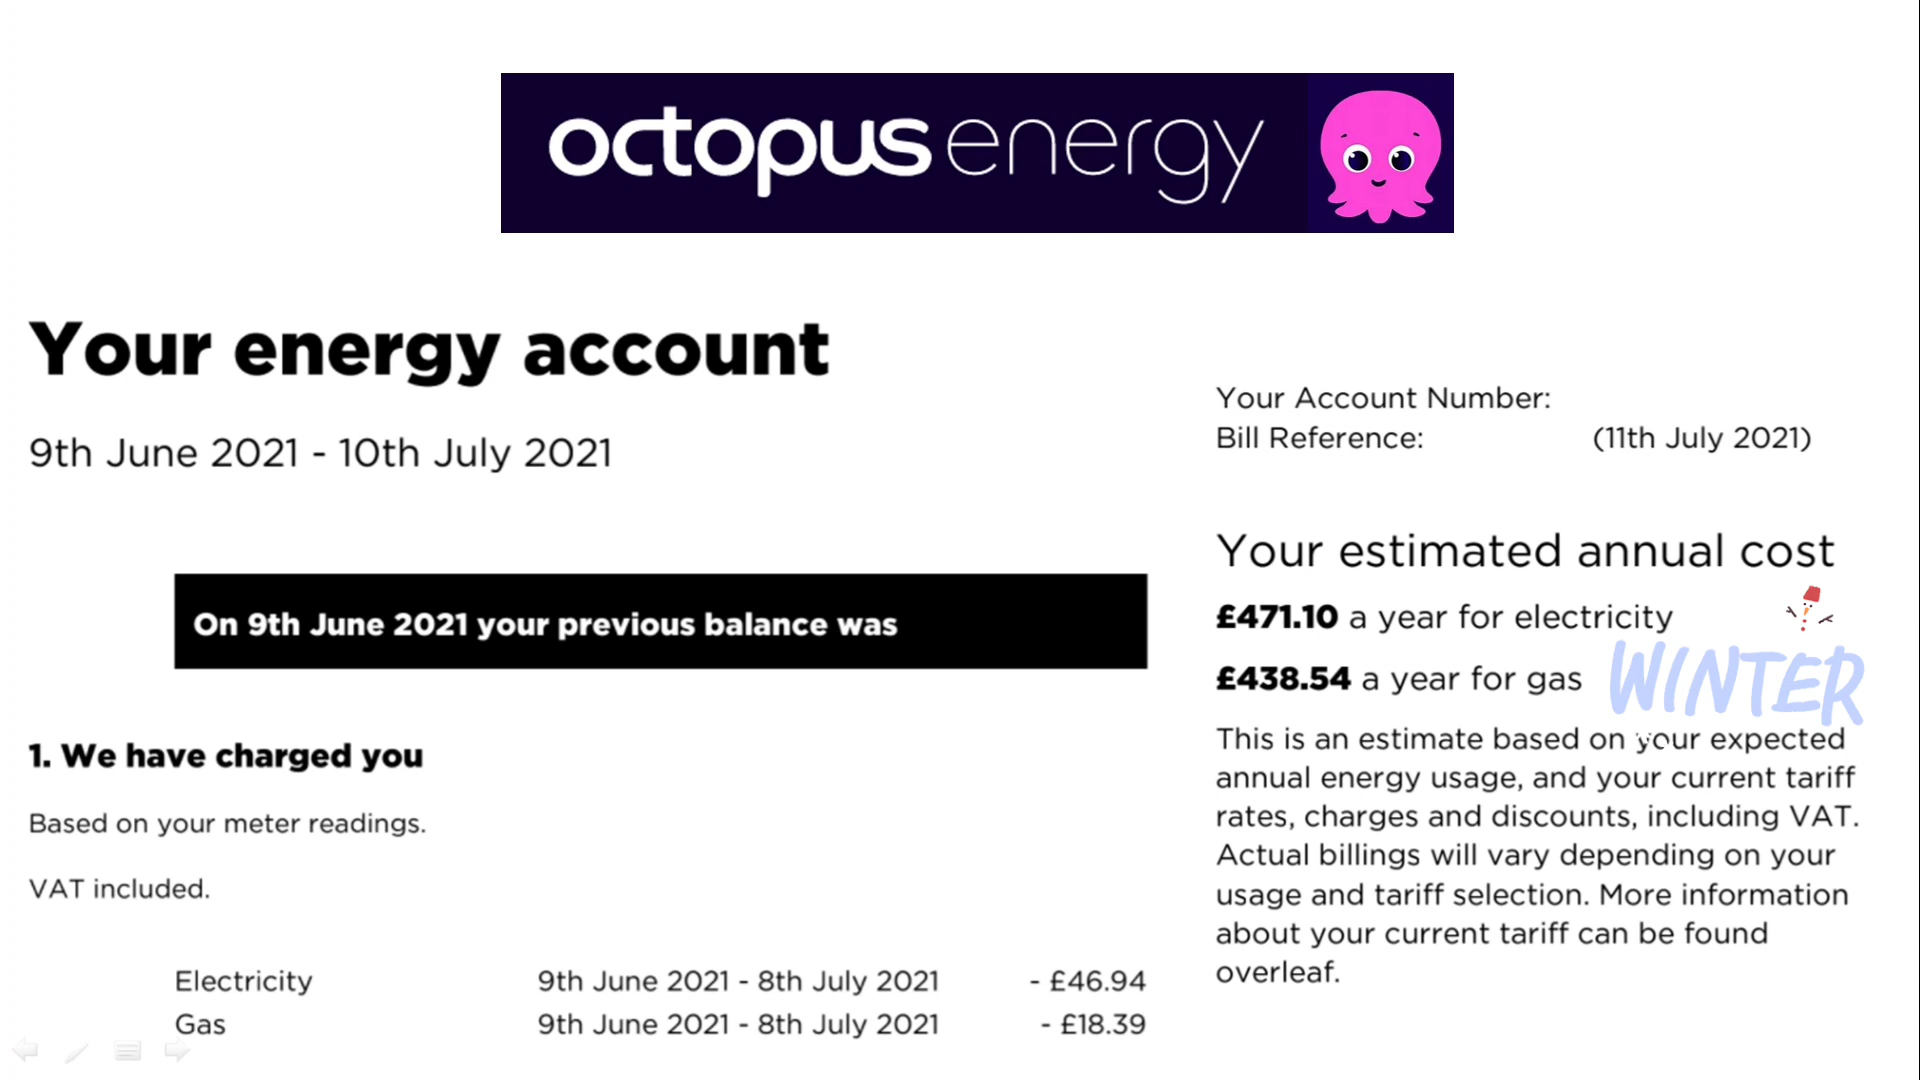 octopus energy
Your energy account
9th June 2021 - 10th July 2021
Your Account Number:
Bill Reference: (11th July 2021)
On 9th June 2021 your previous balance was
1. We have charged you
Based on your meter readings.
VAT included.
Electricity 9th June 2021 - 8th July 2021 - £46.94
Gas 9th June 2021 - 8th July 2021 - £18.39
Your estimated annual cost
£471.10 a year for electricity
£438.54 a year for gas
WINTER
This is an estimate based on your expected
annual energy usage, and your current tariff
rates, charges and discounts, including VAT.
Actual billings will vary depending on your
usage and tariff selection. More information
about your current tariff can be found
overleaf.